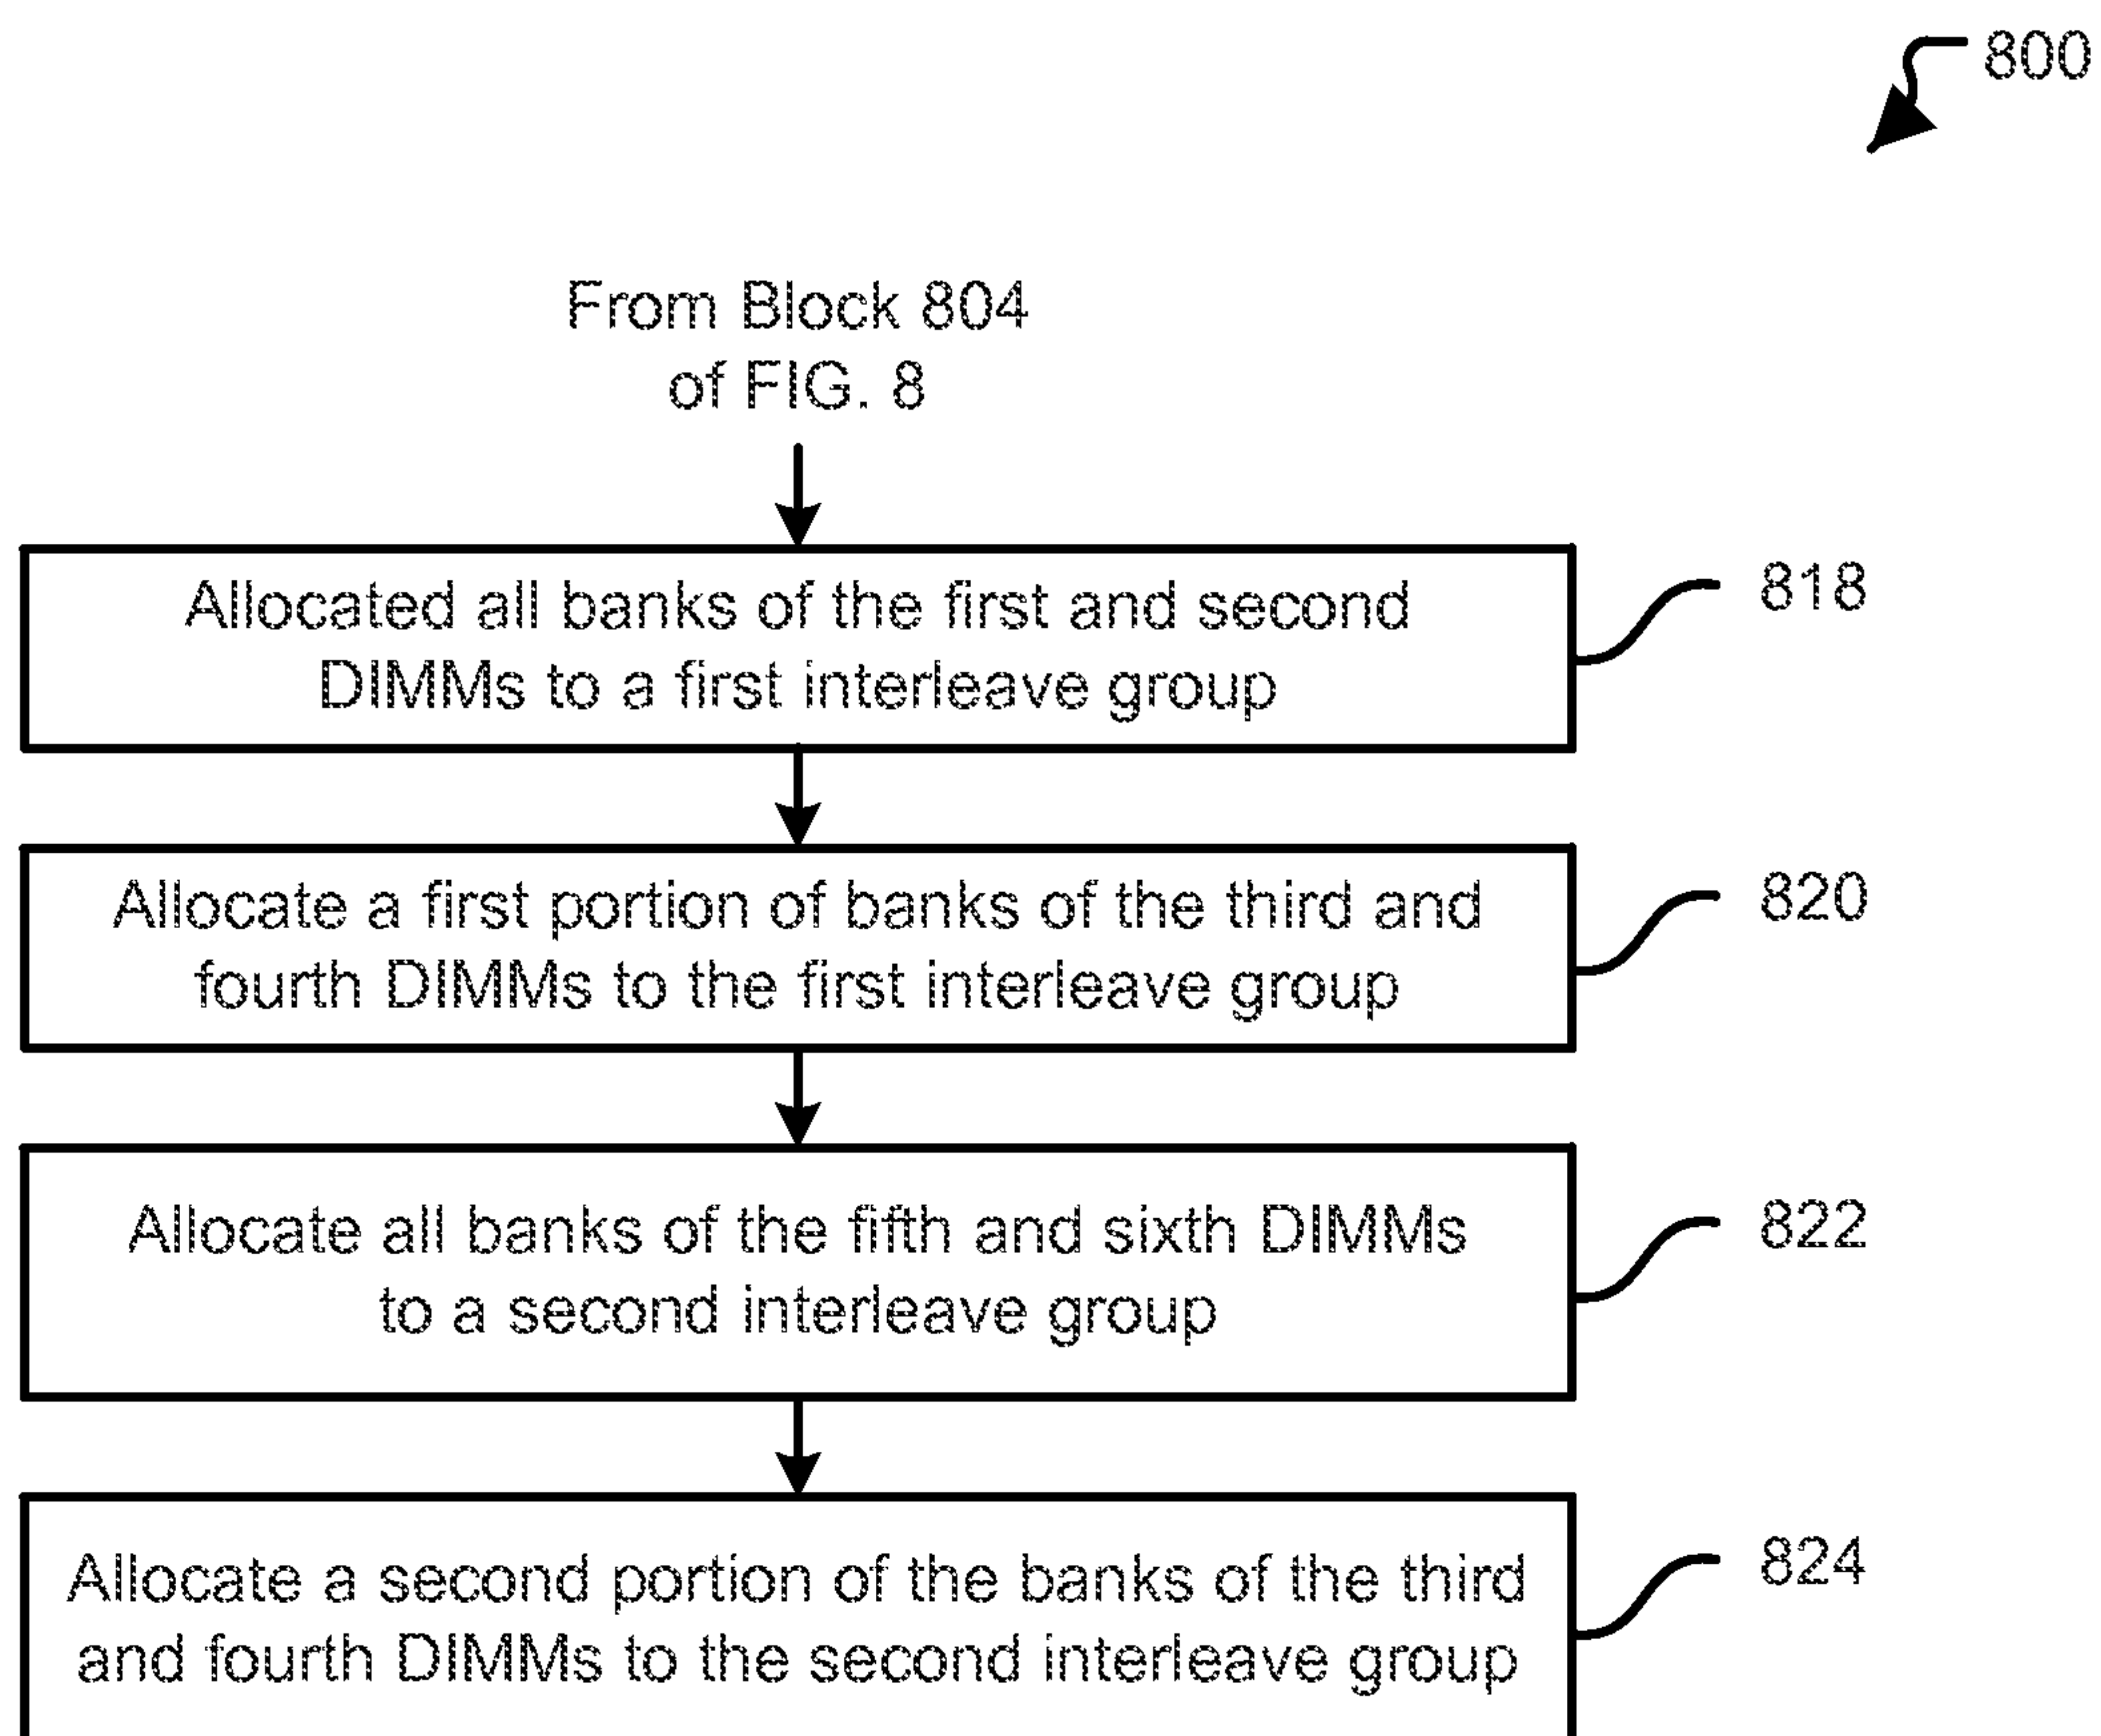 800
From Block 804
of FIG. 8
Allocated all banks of the first and second
DIMMs to a first interleave group
818
Allocate a first portion of banks of the third and
fourth DIMMs to the first interleave group
820
Allocate all banks of the fifth and sixth DIMMs
to a second interleave group
822
Allocate a second portion of the banks of the third
and fourth DIMMs to the second interleave group
824